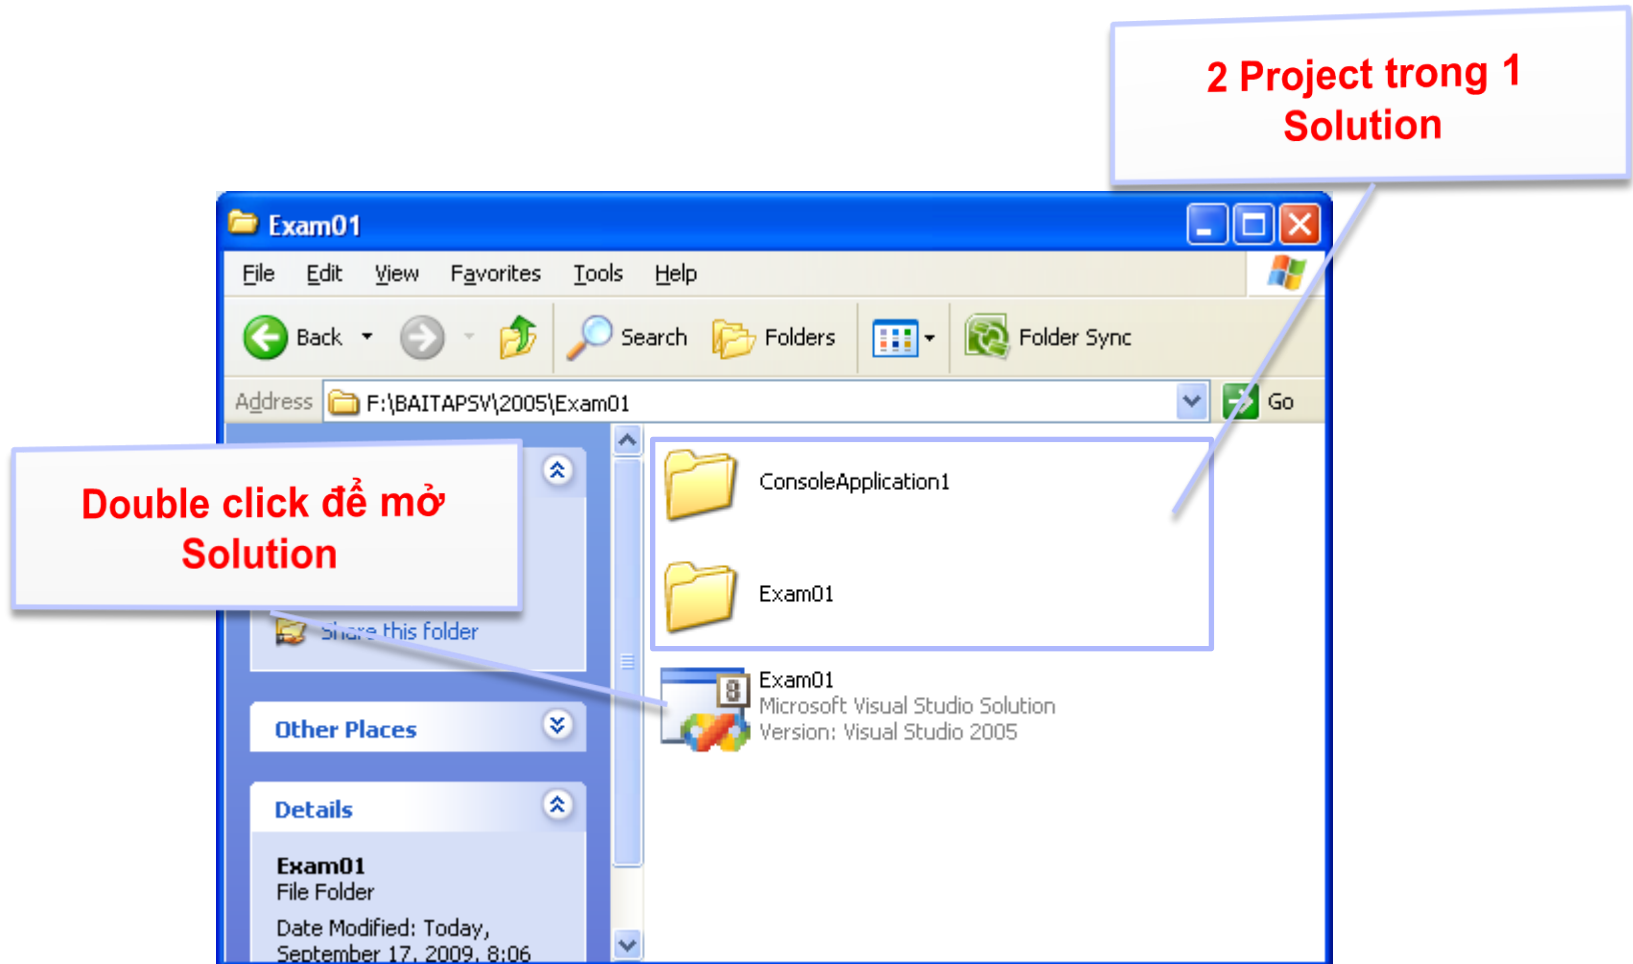 2 Project trong 1
Solution
Exam01
File Edit View Favorites Tools Help
Back Search Folders Folder Sync
Address F:\BAITAPSV\2005\Exam01 Go
Double click để mở
Solution
Share this folder
Other Places
Details
Exam01
File Folder
Date Modified: Today,
September 17, 2009, 8:06
ConsoleApplication1
Exam01
8
Exam01
Microsoft Visual Studio Solution
Version: Visual Studio 2005